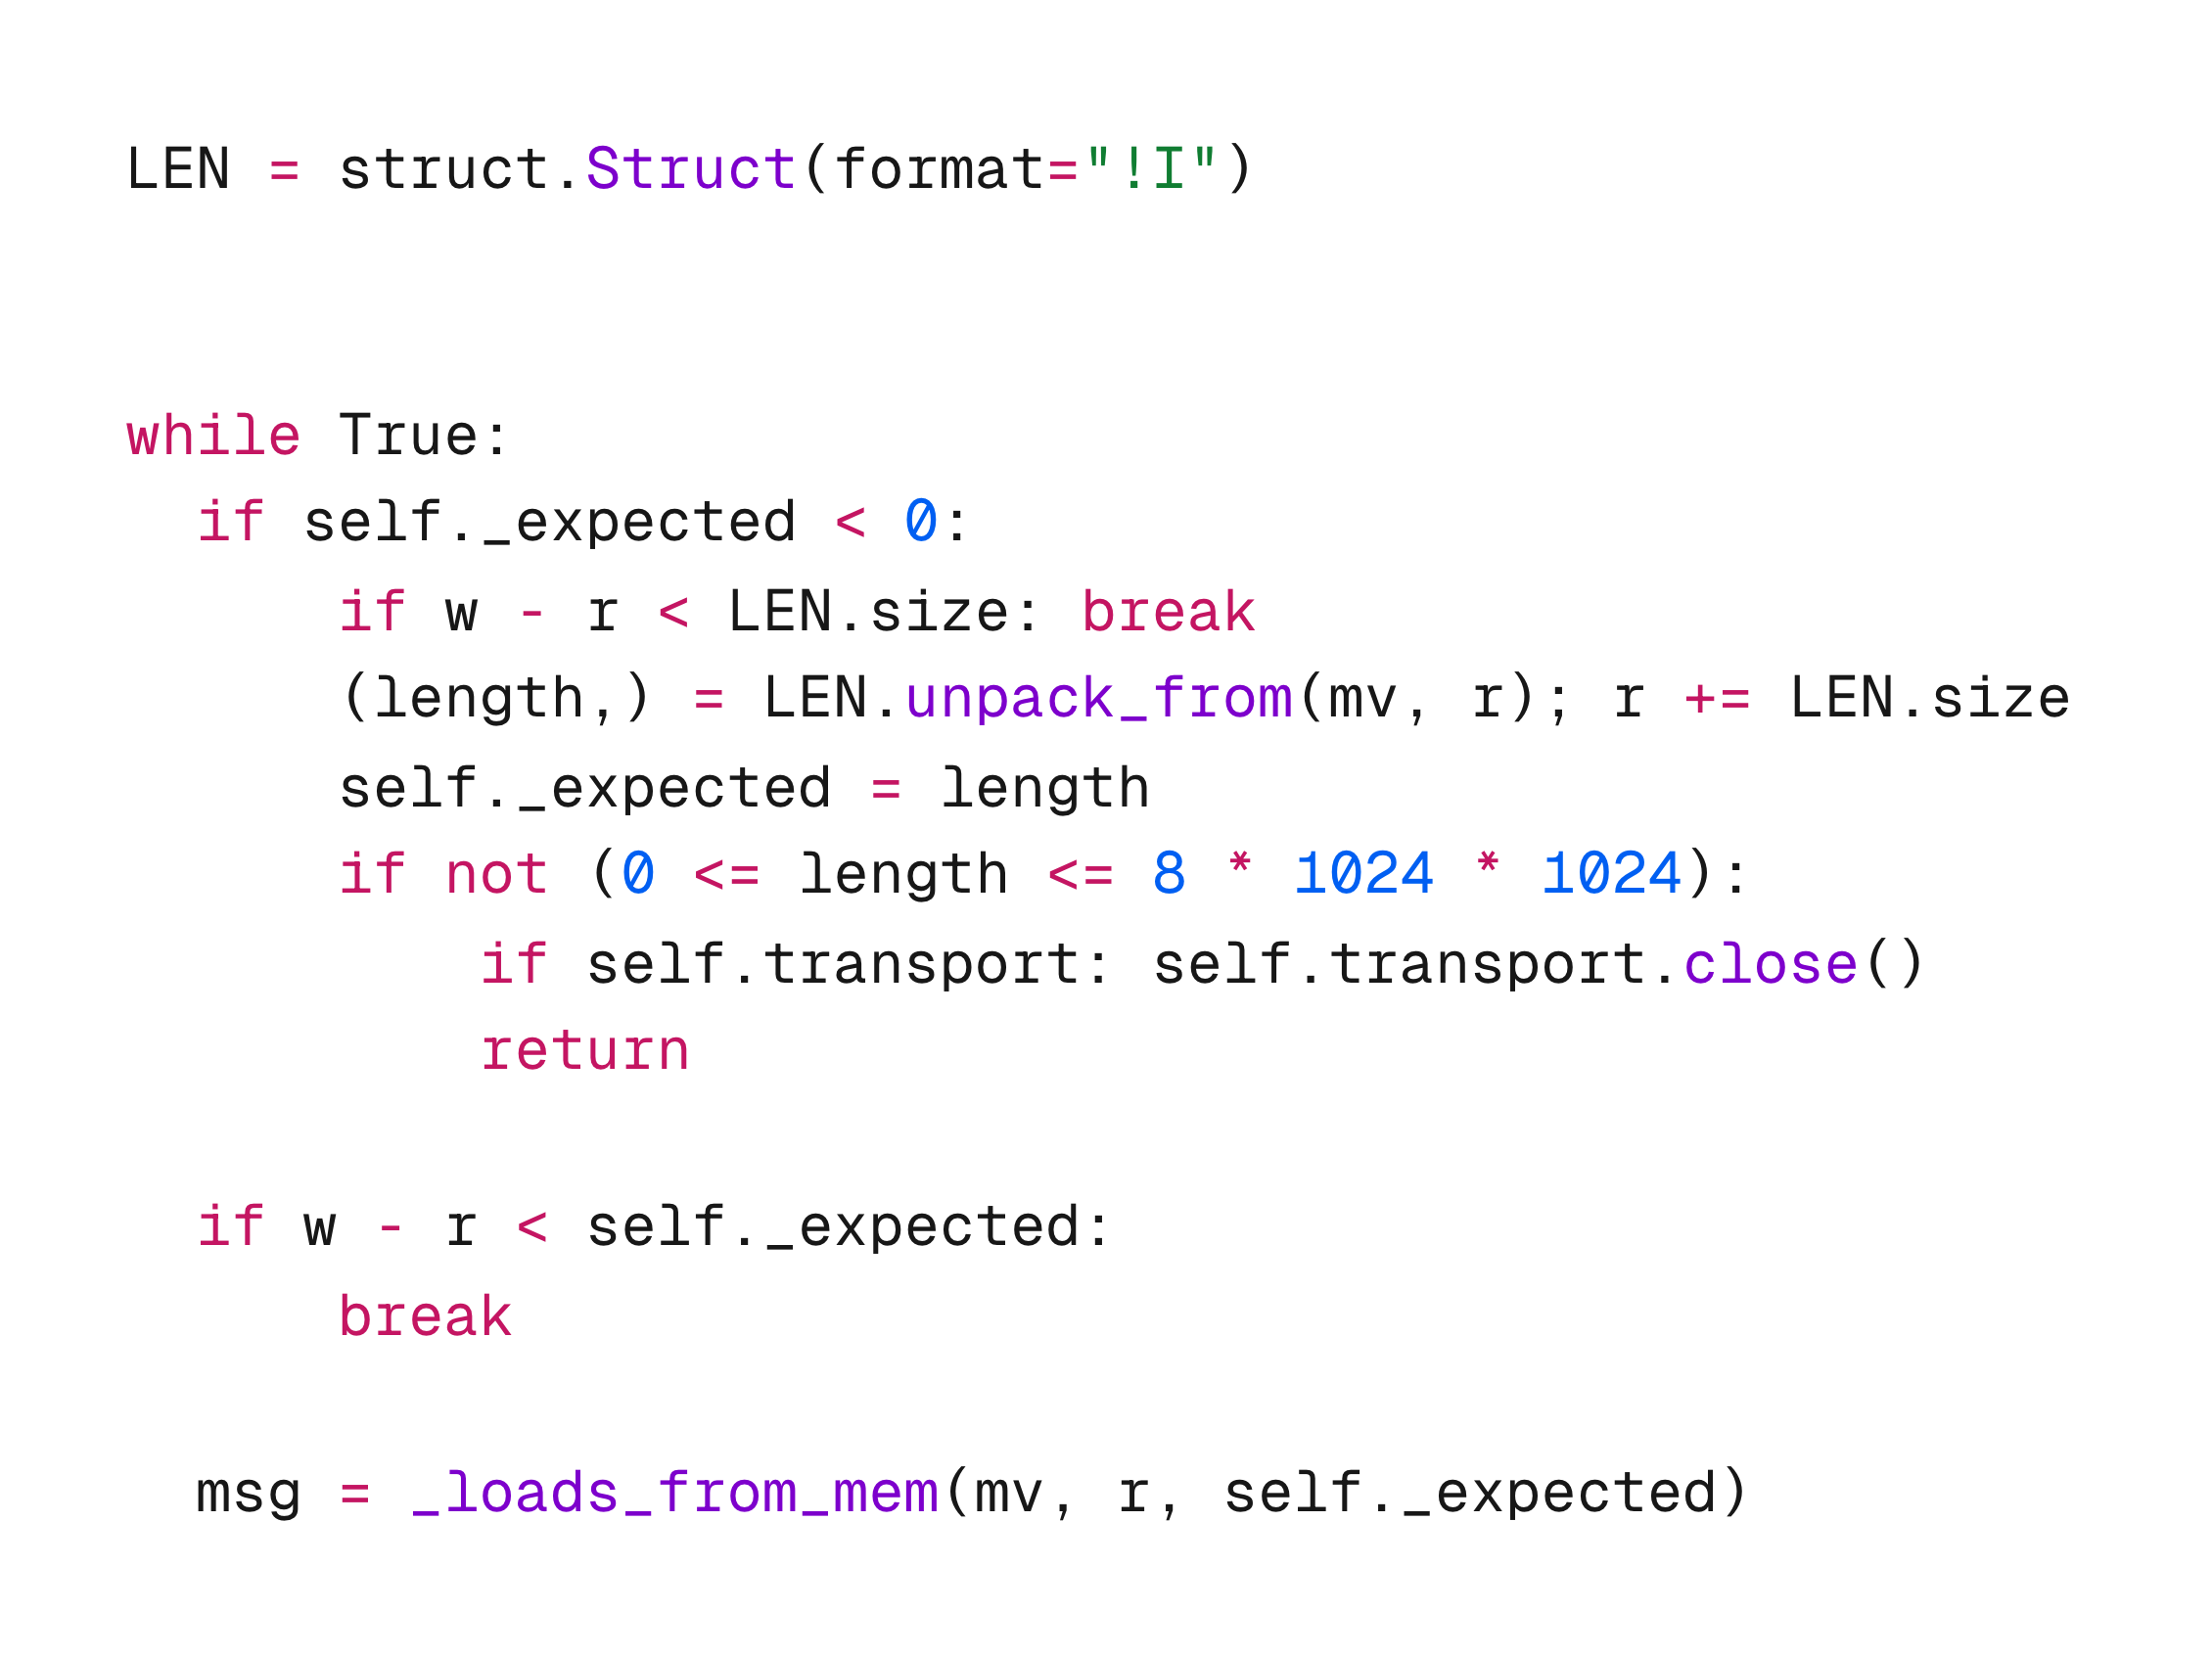 LEN = struct.Struct(format="!I")
while True:
  if self._expected < 0:
      if w - r < LEN.size: break
      (length,) = LEN.unpack_from(mv, r); r += LEN.size
      self._expected = length
      if not (0 <= length <= 8 * 1024 * 1024):
          if self.transport: self.transport.close()
          return
  if w - r < self._expected:
      break
  msg = _loads_from_mem(mv, r, self._expected)